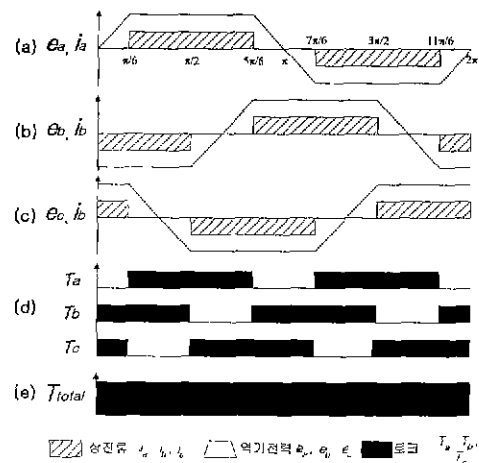 (a) ea, ia
π/6 π/2 5π/6 π 7π/6 3π/2 11π/6 2π
(b) eb, ib
(c) ec, ib
Ta
(d) Tb
Tc
(e) Ttotal
상전류 역기전력 토크